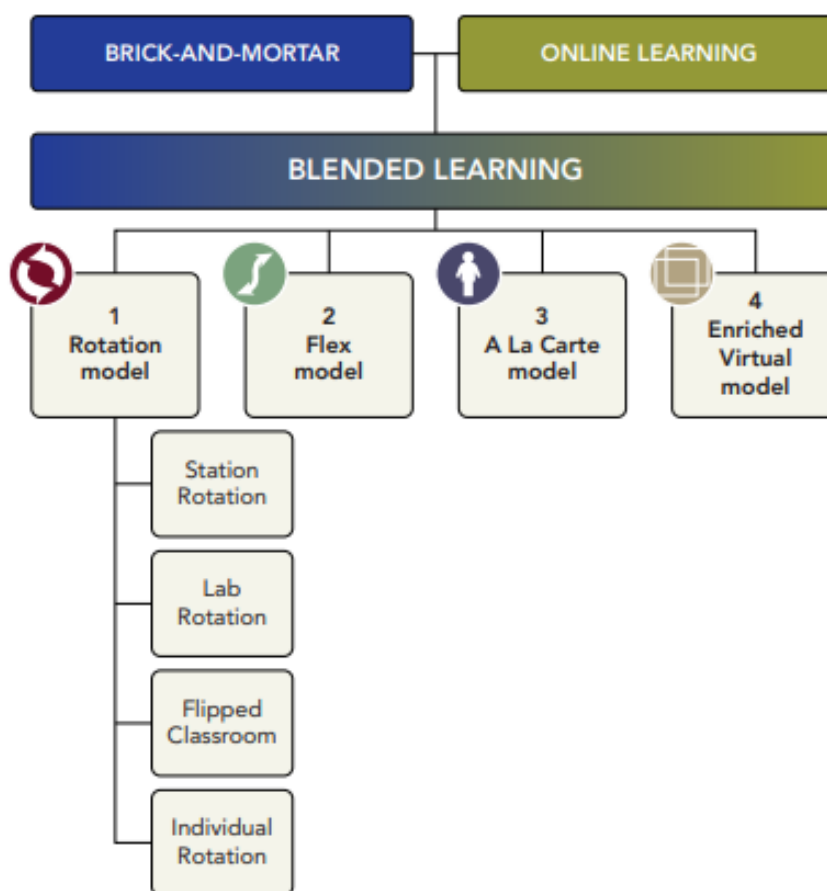 BRICK-AND-MORTAR
ONLINE LEARNING
BLENDED LEARNING
1
Rotation
model
2
Flex
model
3
A La Carte
model
4
Enriched
Virtual
model
Station
Rotation
Lab
Rotation
Flipped
Classroom
Individual
Rotation